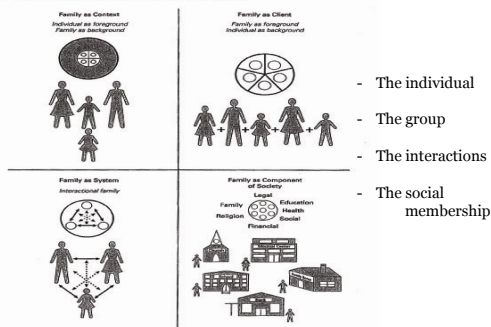 Family as Context
Individual as foreground
Family as background
Family as Client
Family as foreground
Individual as background
Family as System
Interactional family
Family as Component
of Society
Legal
Family
Education
Health
Religion
Social
Financial
- The individual
- The group
- The interactions
- The social
membership